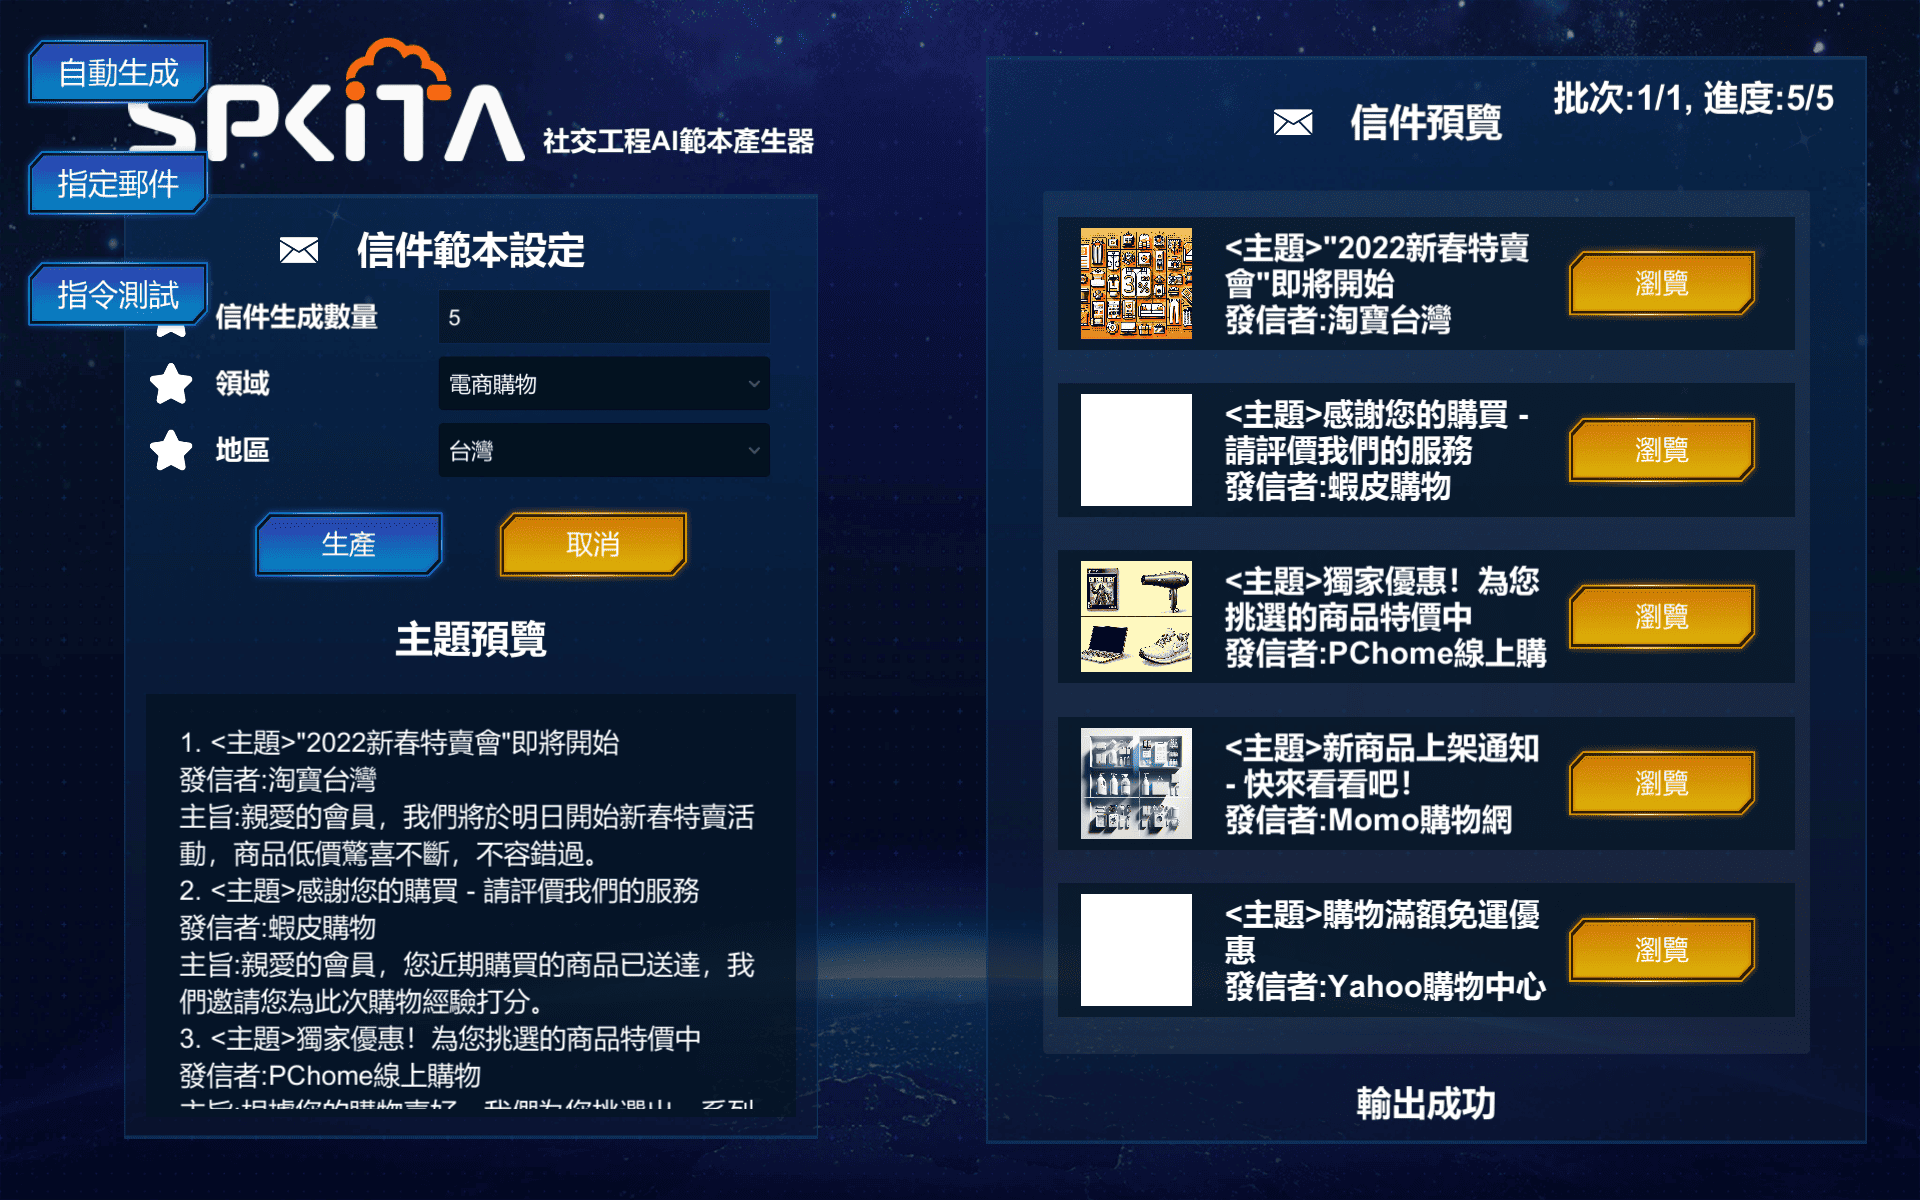 自動生成
指定郵件
指令測試
SPKiTA
社交工程AI範本產生器
信件範本設定
信件生成數量
5
領域
電商購物
地區
台灣
生產
取消
主題預覽
1. <主題>"2022新春特賣會"即將開始
發信者:淘寶台灣
主旨:親愛的會員，我們將於明日開始新春特賣活
動，商品低價驚喜不斷，不容錯過。
2. <主題>感謝您的購買 - 請評價我們的服務
發信者:蝦皮購物
主旨:親愛的會員，您近期購買的商品已送達，我
們邀請您為此次購物經驗打分。
3. <主題>獨家優惠！為您挑選的商品特價中
發信者:PChome線上購物
信件預覽
批次:1/1, 進度:5/5
<主題>"2022新春特賣
會"即將開始
發信者:淘寶台灣
瀏覽
<主題>感謝您的購買 -
請評價我們的服務
發信者:蝦皮購物
瀏覽
<主題>獨家優惠！為您
挑選的商品特價中
發信者:PChome線上購
瀏覽
<主題>新商品上架通知
- 快來看看吧！
發信者:Momo購物網
瀏覽
<主題>購物滿額免運優
惠
發信者:Yahoo購物中心
瀏覽
輸出成功